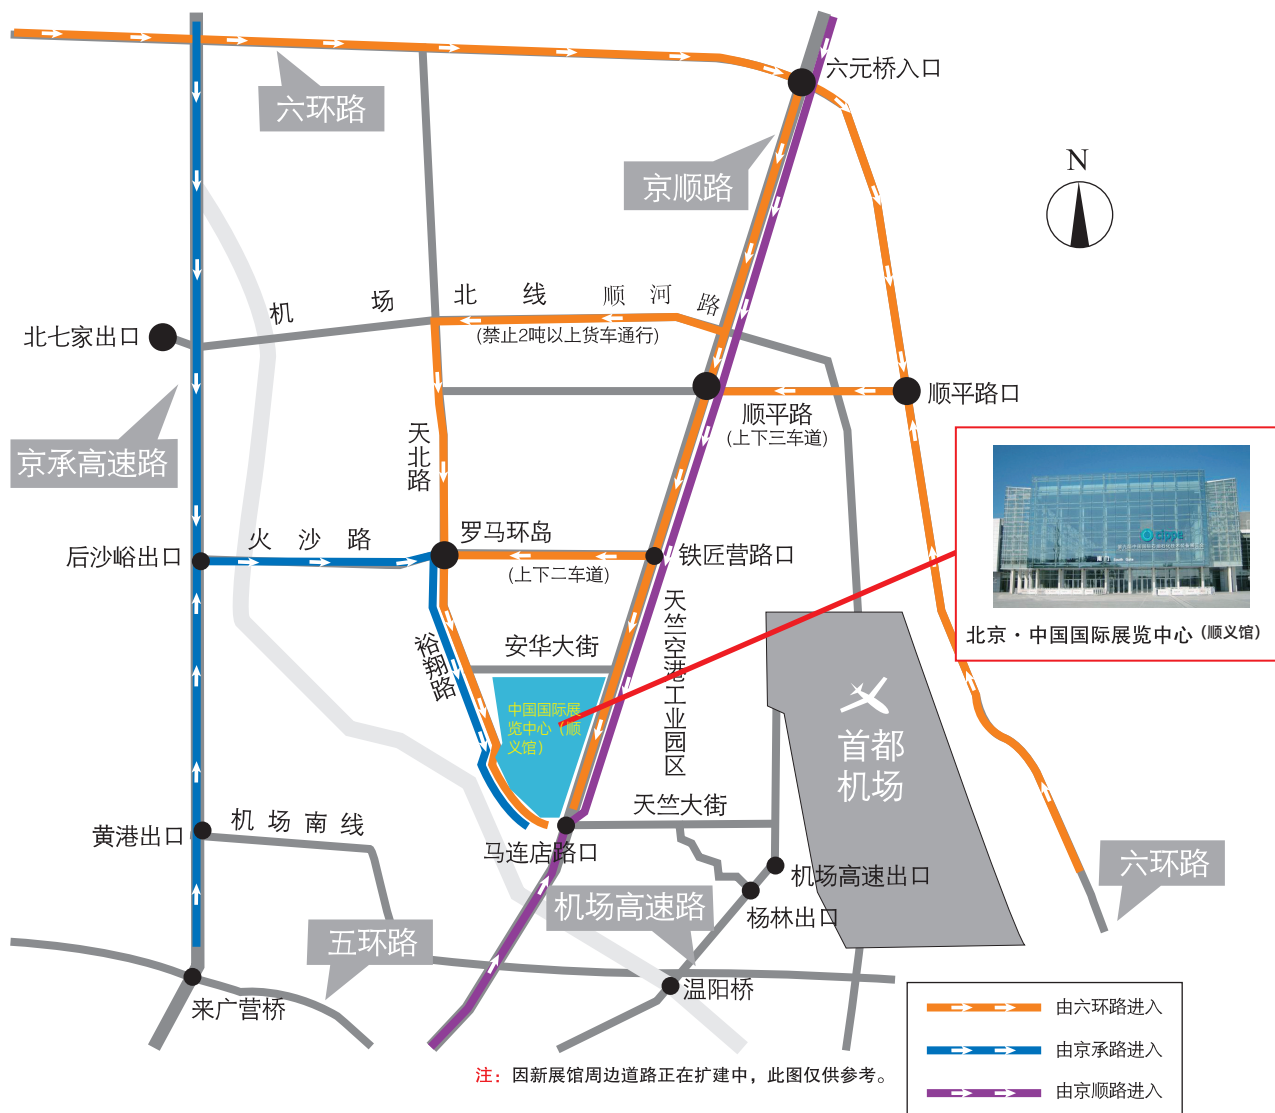 六元桥入口
六环路
N
京顺路
机场北线
顺河路
(禁止2吨以上货车通行)
北七家出口
顺平路口
顺平路
(上下三车道)
天北路
京承高速路
罗马环岛
火沙路
后沙峪出口
(上下二车道)
铁匠营路口
cippe
天竺空港工业园区
北京·中国国际展览中心(顺义馆)
安华大街
裕翔路
中国国际展
览中心(顺
义馆)
首都
机场
天竺大街
机场南线
黄港出口
马连店路口
六环路
机场高速出口
机场高速路
杨林出口
五环路
温阳桥
来广营桥
由六环路进入
由京承路进入
由京顺路进入
注:因新展馆周边道路正在扩建中,此图仅供参考。